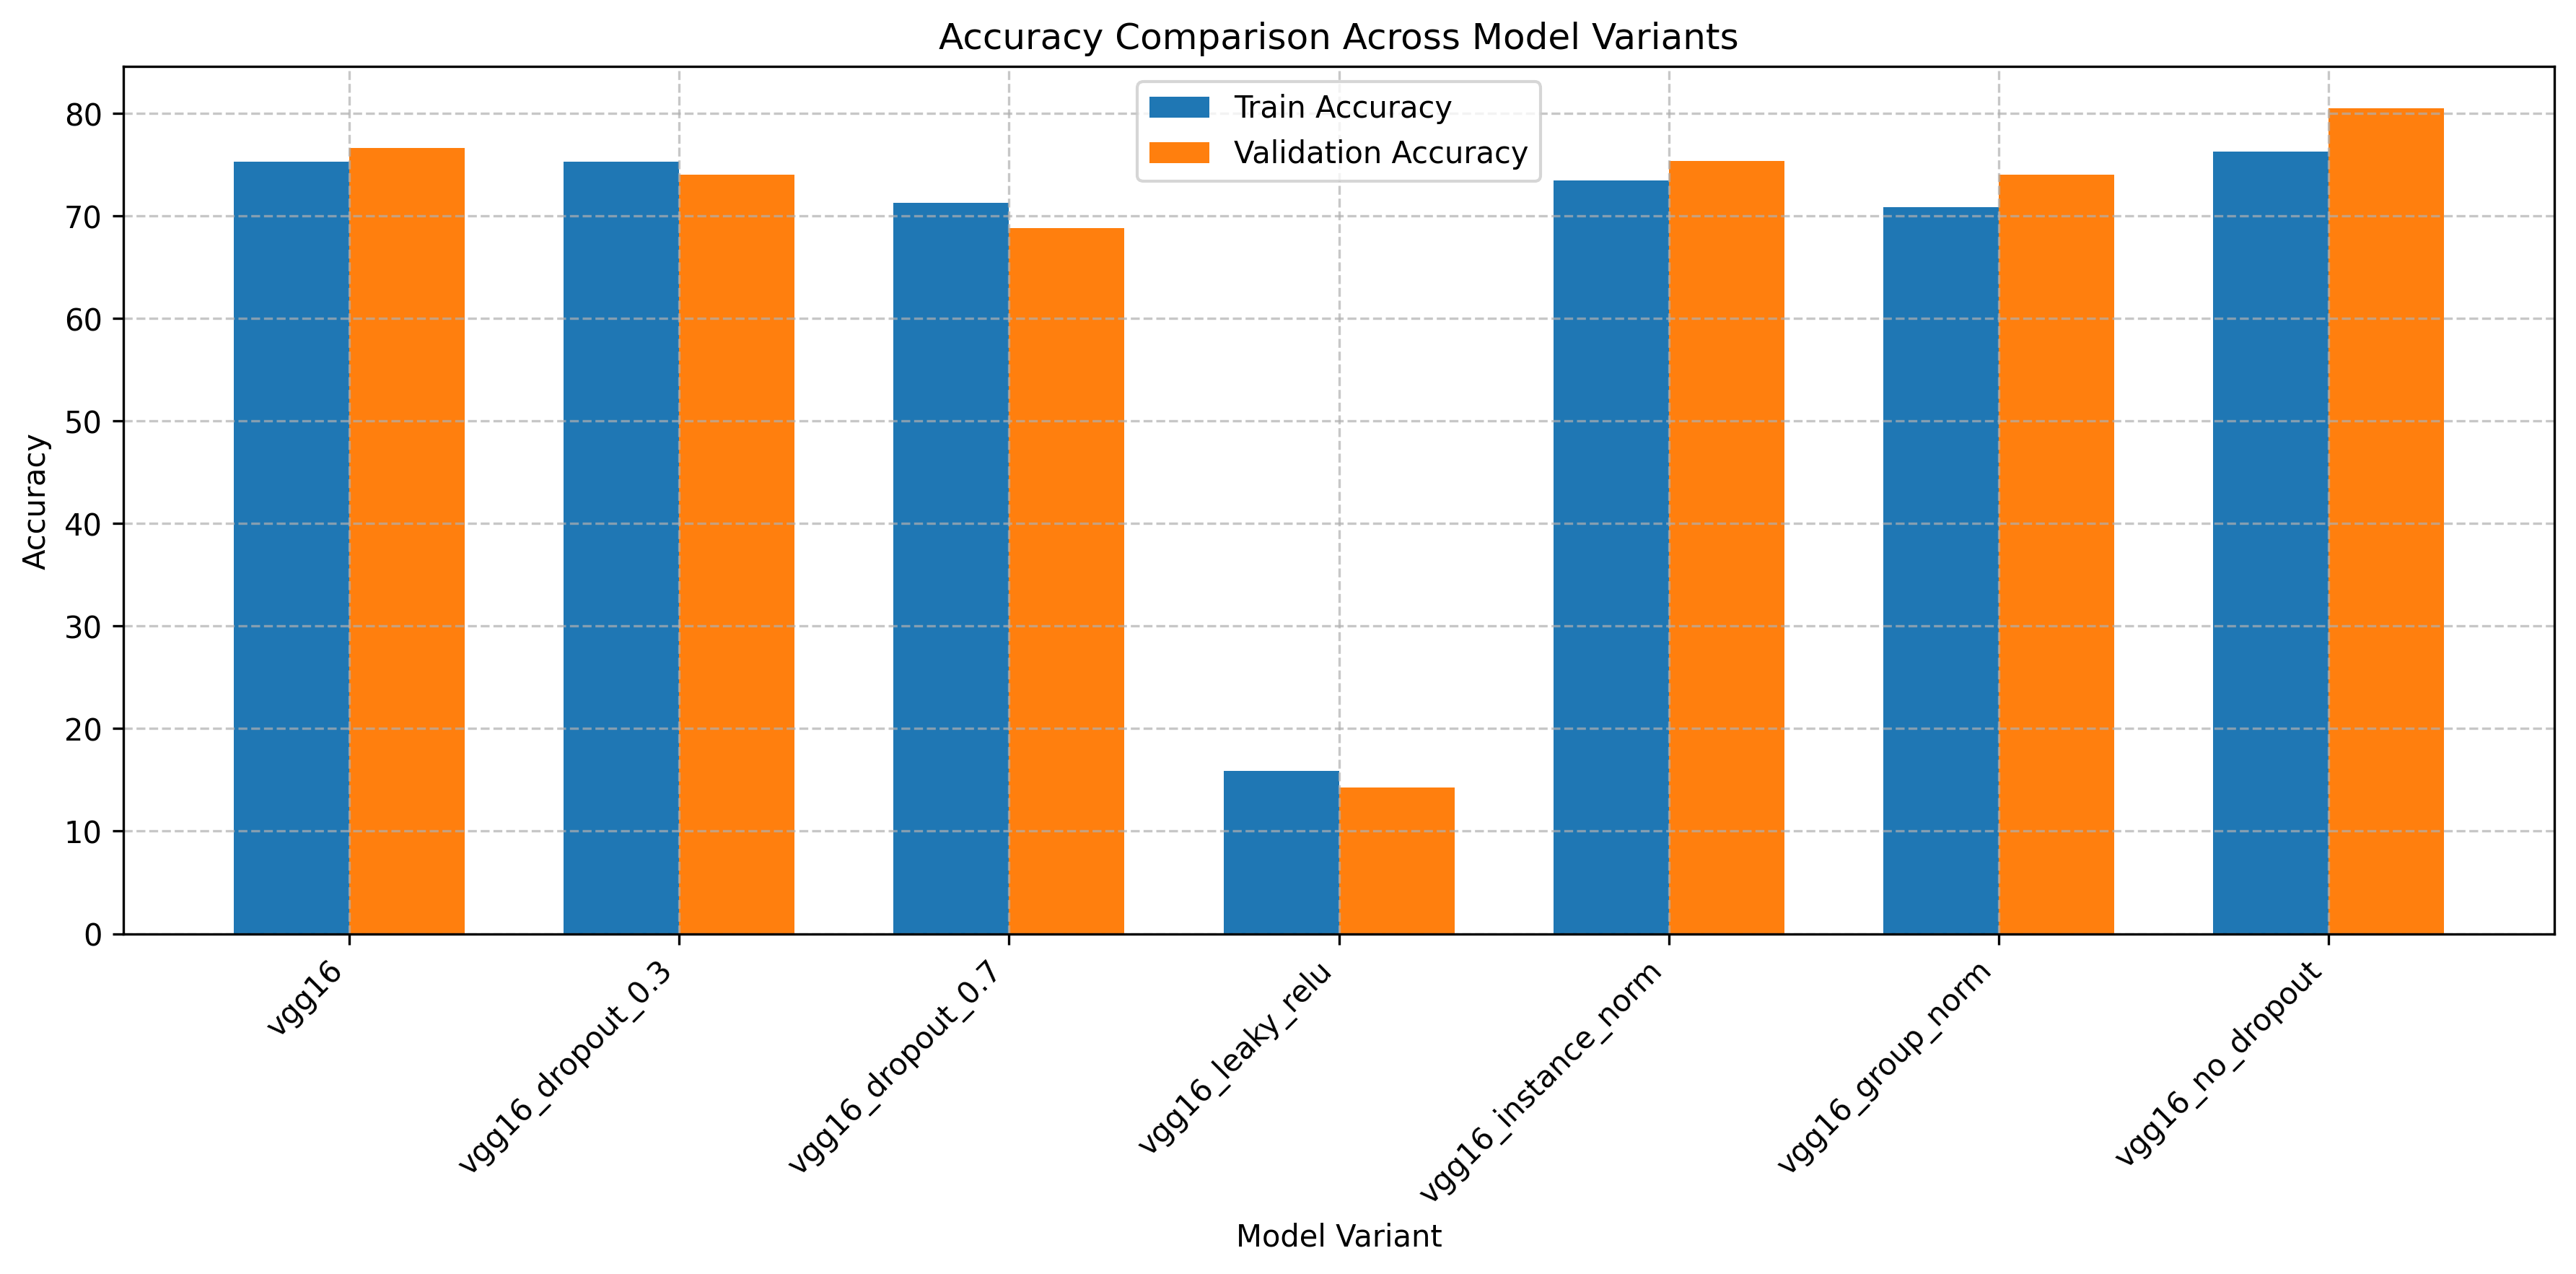 Accuracy Comparison Across Model Variants
Train Accuracy
Validation Accuracy
Accuracy
80
70
60
50
40
30
20
10
0
vgg16
vgg16_dropout_0.3
vgg16_dropout_0.7
vgg16_leaky_relu
vgg16_instance_norm
vgg16_group_norm
vgg16_no_dropout
Model Variant